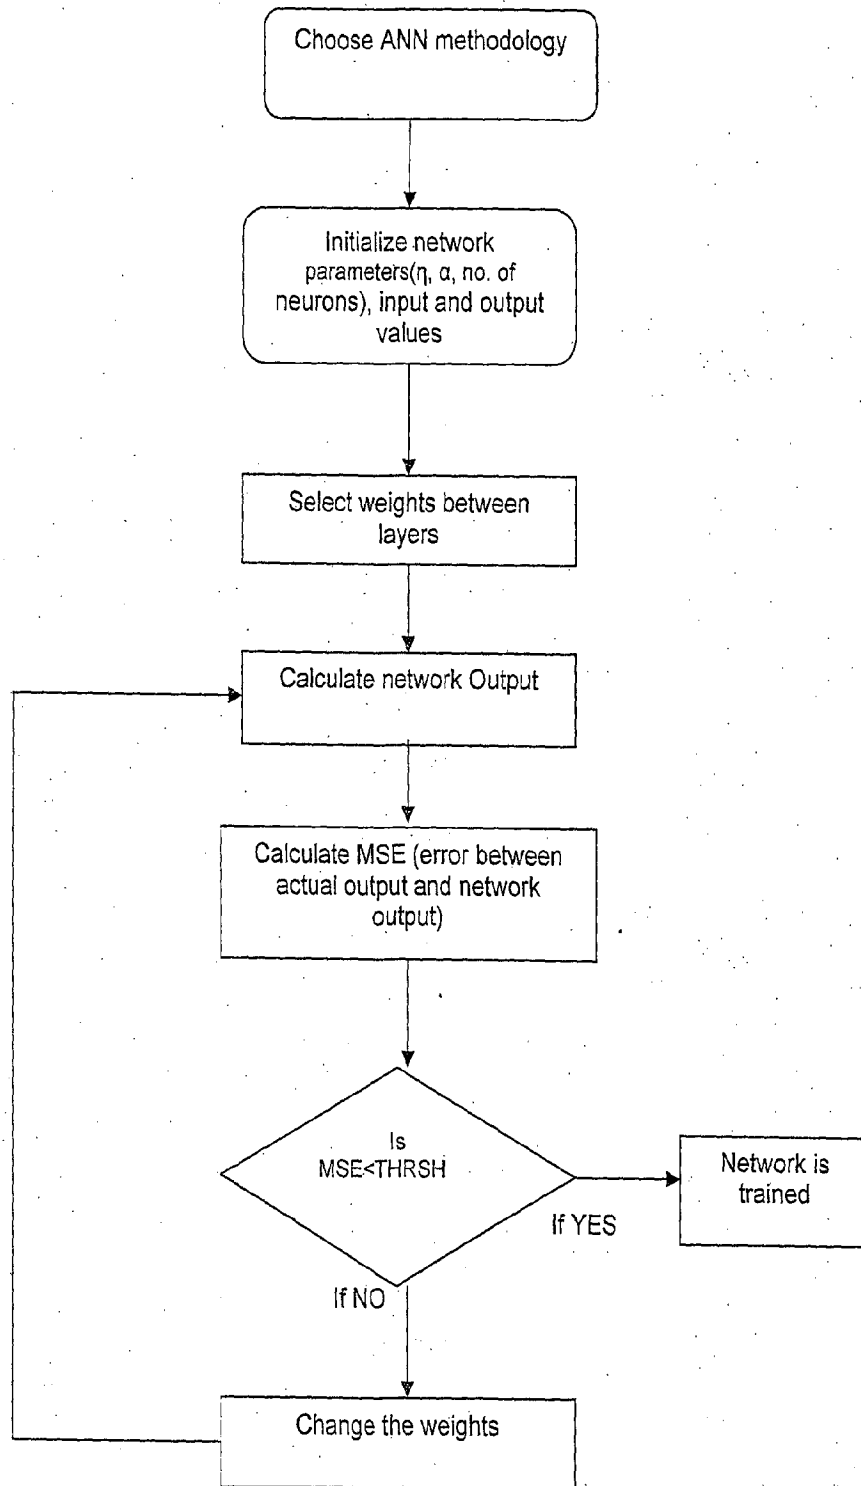 Choose ANN methodology
Initialize network
parameters(η, α, no. of
neurons), input and output
values
Select weights between
layers
Calculate network Output
Calculate MSE (error between
actual output and network
output)
Is
MSE<THRSH
If YES
Network is
trained
If NO
Change the weights